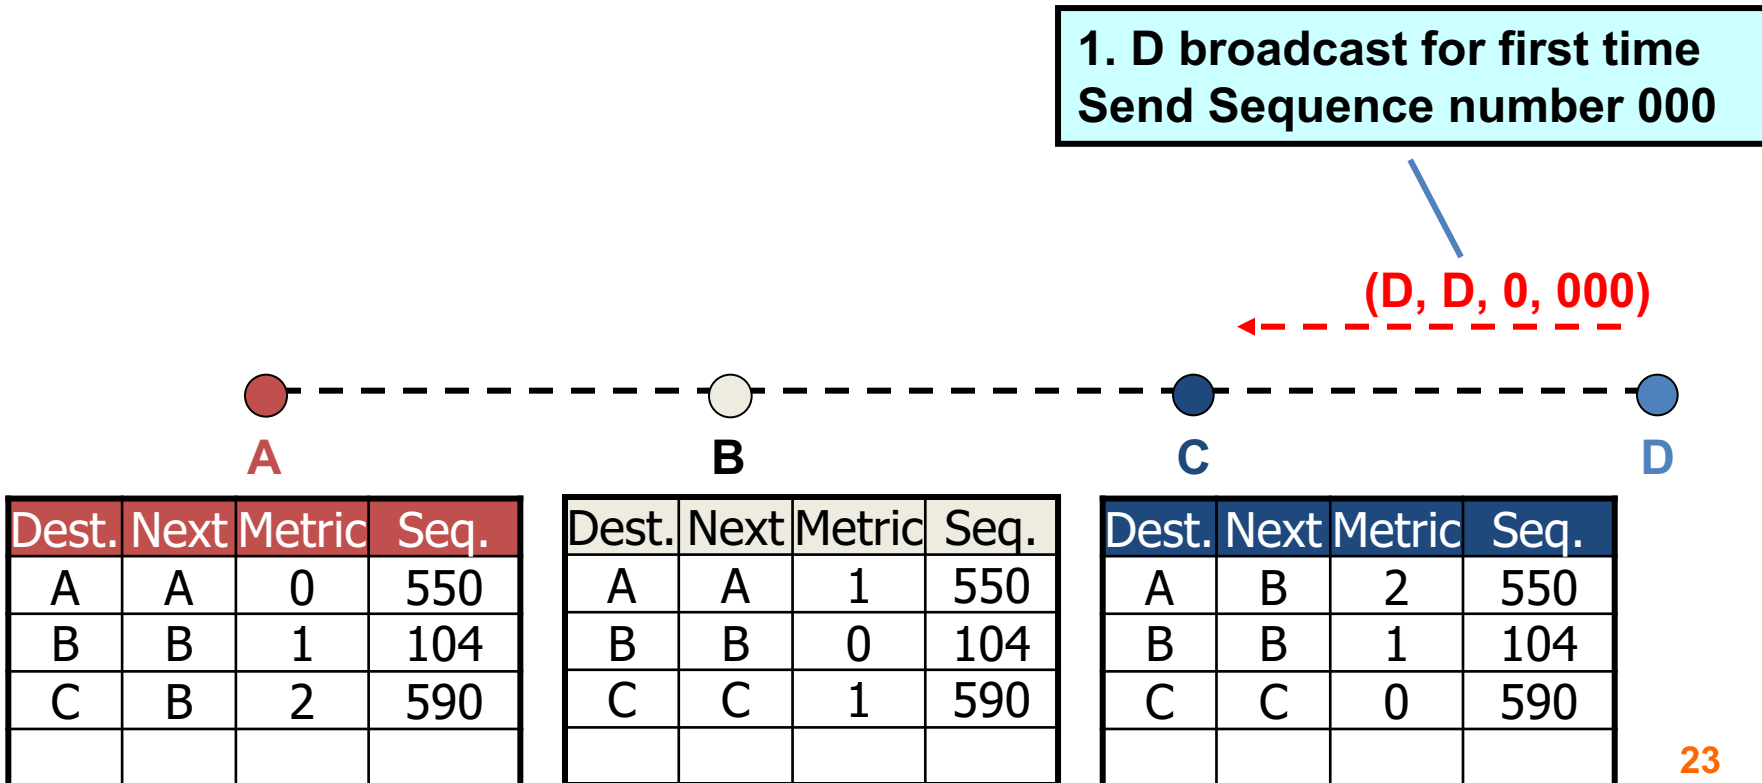 1. D broadcast for first time
Send Sequence number 000
(D, D, 0, 000)
A
B
C
D
Dest. Next Metric Seq.
A A 0 550
B B 1 104
C B 2 590
Dest. Next Metric Seq.
A A 1 550
B B 0 104
C C 1 590
Dest. Next Metric Seq.
A B 2 550
B B 1 104
C C 0 590
23